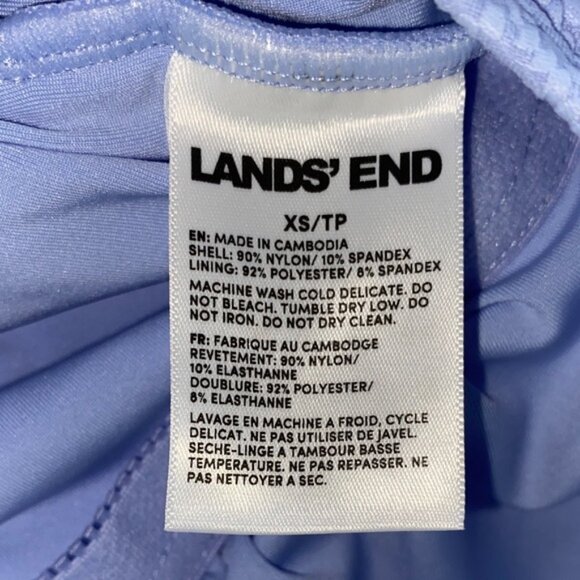 LANDS' END
XS/TP
EN: MADE IN CAMBODIA
SHELL: 90% NYLON/ 10% SPANDEX
LINING: 92% POLYESTER/ 8% SPANDEX
MACHINE WASH COLD DELICATE. DO
NOT BLEACH. TUMBLE DRY LOW. DO
NOT IRON. DO NOT DRY CLEAN.
FR: FABRIQUE AU CAMBODGE
REVETEMENT: 90% NYLON/
10% ELASTHANNE
DOUBLURE: 92% POLYESTER/
8% ELASTHANNE
LAVAGE EN MACHINE A FROID, CYCLE
DELICAT. NE PAS UTILISER DE JAVEL.
SECHE-LINGE A TAMBOUR BASSE
TEMPERATURE. NE PAS REPASSER. NE
PAS NETTOYER A SEC.